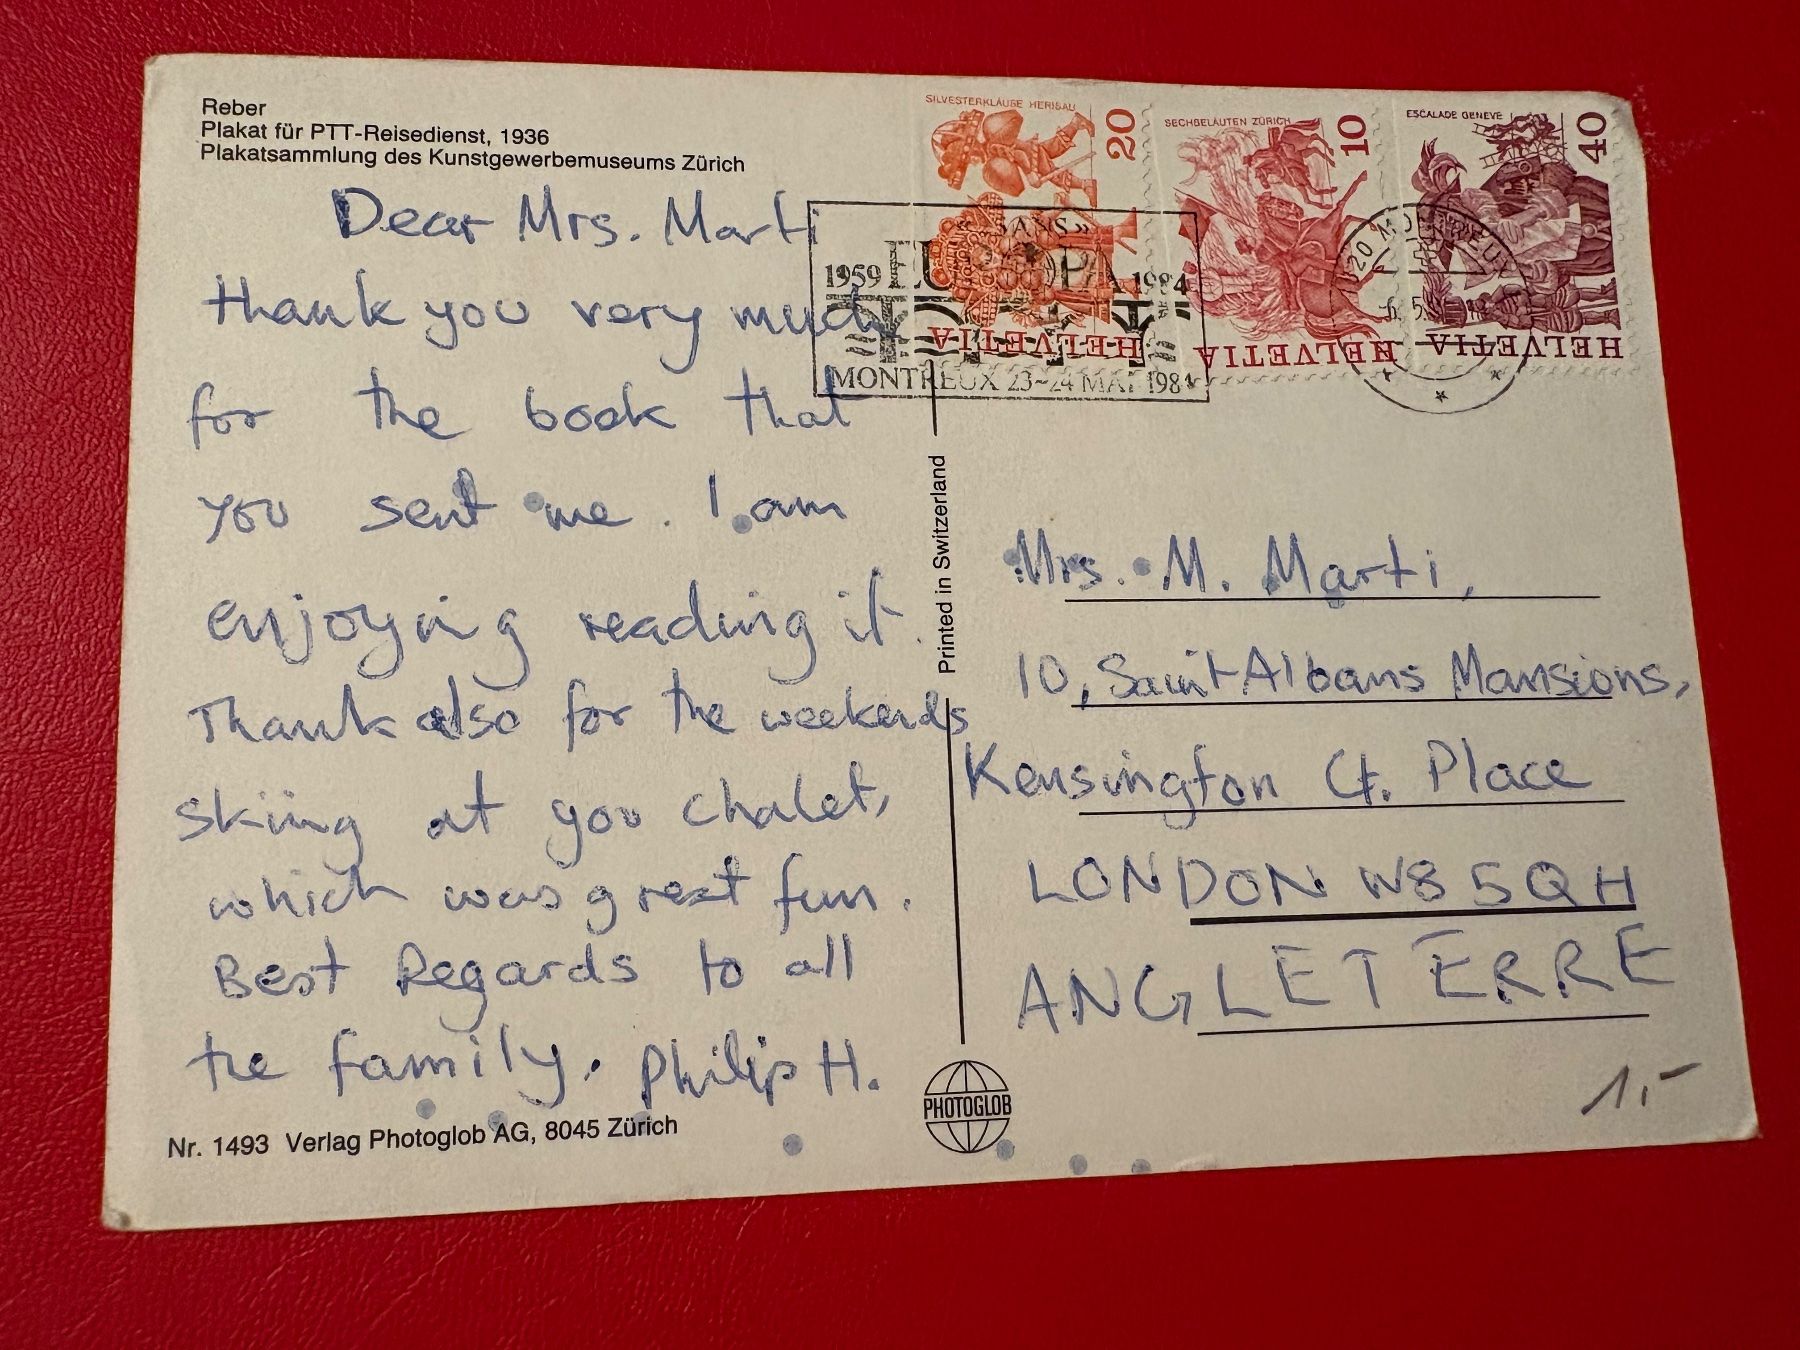 Reber
Plakat für PTT-Reisedienst, 1936
Plakatsammlung des Kunstgewerbemuseums Zürich
Dear Mrs. Marti
thank you very much
for the book that
you sent me. I am
enjoying reading it.
Thank also for the weekends
skiing at you chalet,
which was great fun.
Best Regards to all
the family. Philip H.
Nr. 1493 Verlag Photoglob AG, 8045 Zürich
Printed in Switzerland
PHOTOGLOB
SILVESTERKLÄUSE HERISAU
20
HELVETIA
SECHSELÄUTEN ZÜRICH
10
HELVETIA
ESCALADE GENÈVE
40
HELVETIA
ANS»
1959 EUROPA 1984
MONTREUX 23-24 MAI 1984
MONTREUX
Mrs. M. Marti,
10, Saint Albans Mansions,
Kensington Ct. Place
LONDON W8 5QH
ANGLETERRE
1,-